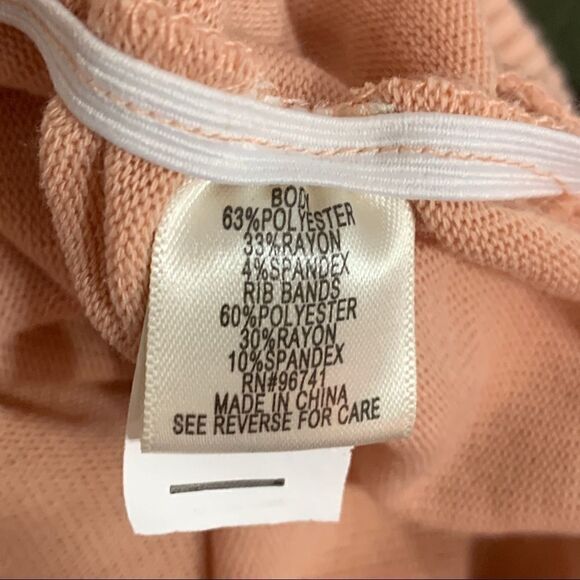 BODY
63%POLYESTER
33%RAYON
4%SPANDEX
RIB BANDS
60%POLYESTER
30%RAYON
10%SPANDEX
RN#96741
MADE IN CHINA
SEE REVERSE FOR CARE